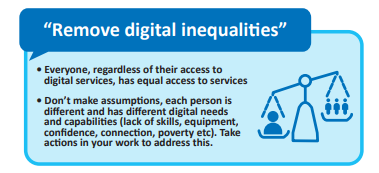 “Remove digital inequalities”
• Everyone, regardless of their access to
digital services, has equal access to services
• Don’t make assumptions, each person is
different and has different digital needs
and capabilities (lack of skills, equipment,
confidence, connection, poverty etc). Take
actions in your work to address this.